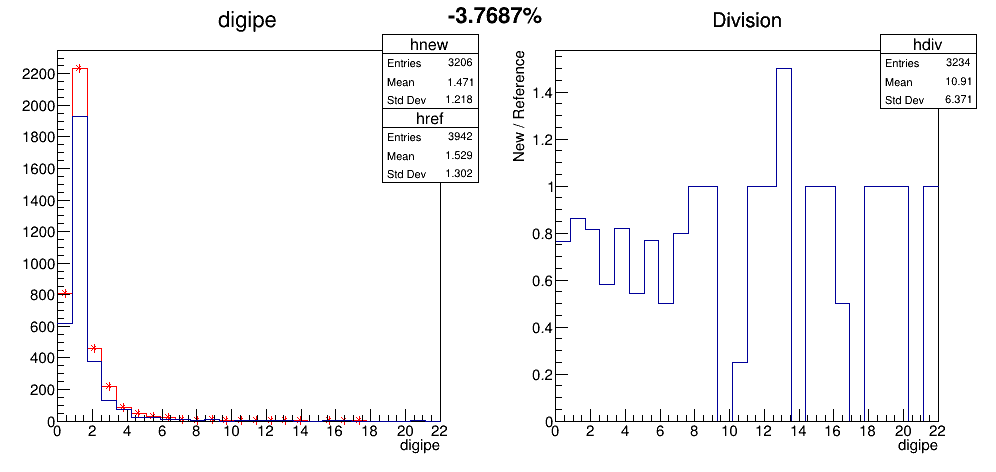 -3.7687%
digipe
hnew
Entries 3206
Mean 1.471
Std Dev 1.218
href
Entries 3942
Mean 1.529
Std Dev 1.302
2200
2000
1800
1600
1400
1200
1000
800
600
400
200
0
0 2 4 6 8 10 12 14 16 18 20 22
digipe
Division
hdiv
Entries 3234
Mean 10.91
Std Dev 6.371
New / Reference
1.4
1.2
1
0.8
0.6
0.4
0.2
0
0 2 4 6 8 10 12 14 16 18 20 22
digipe